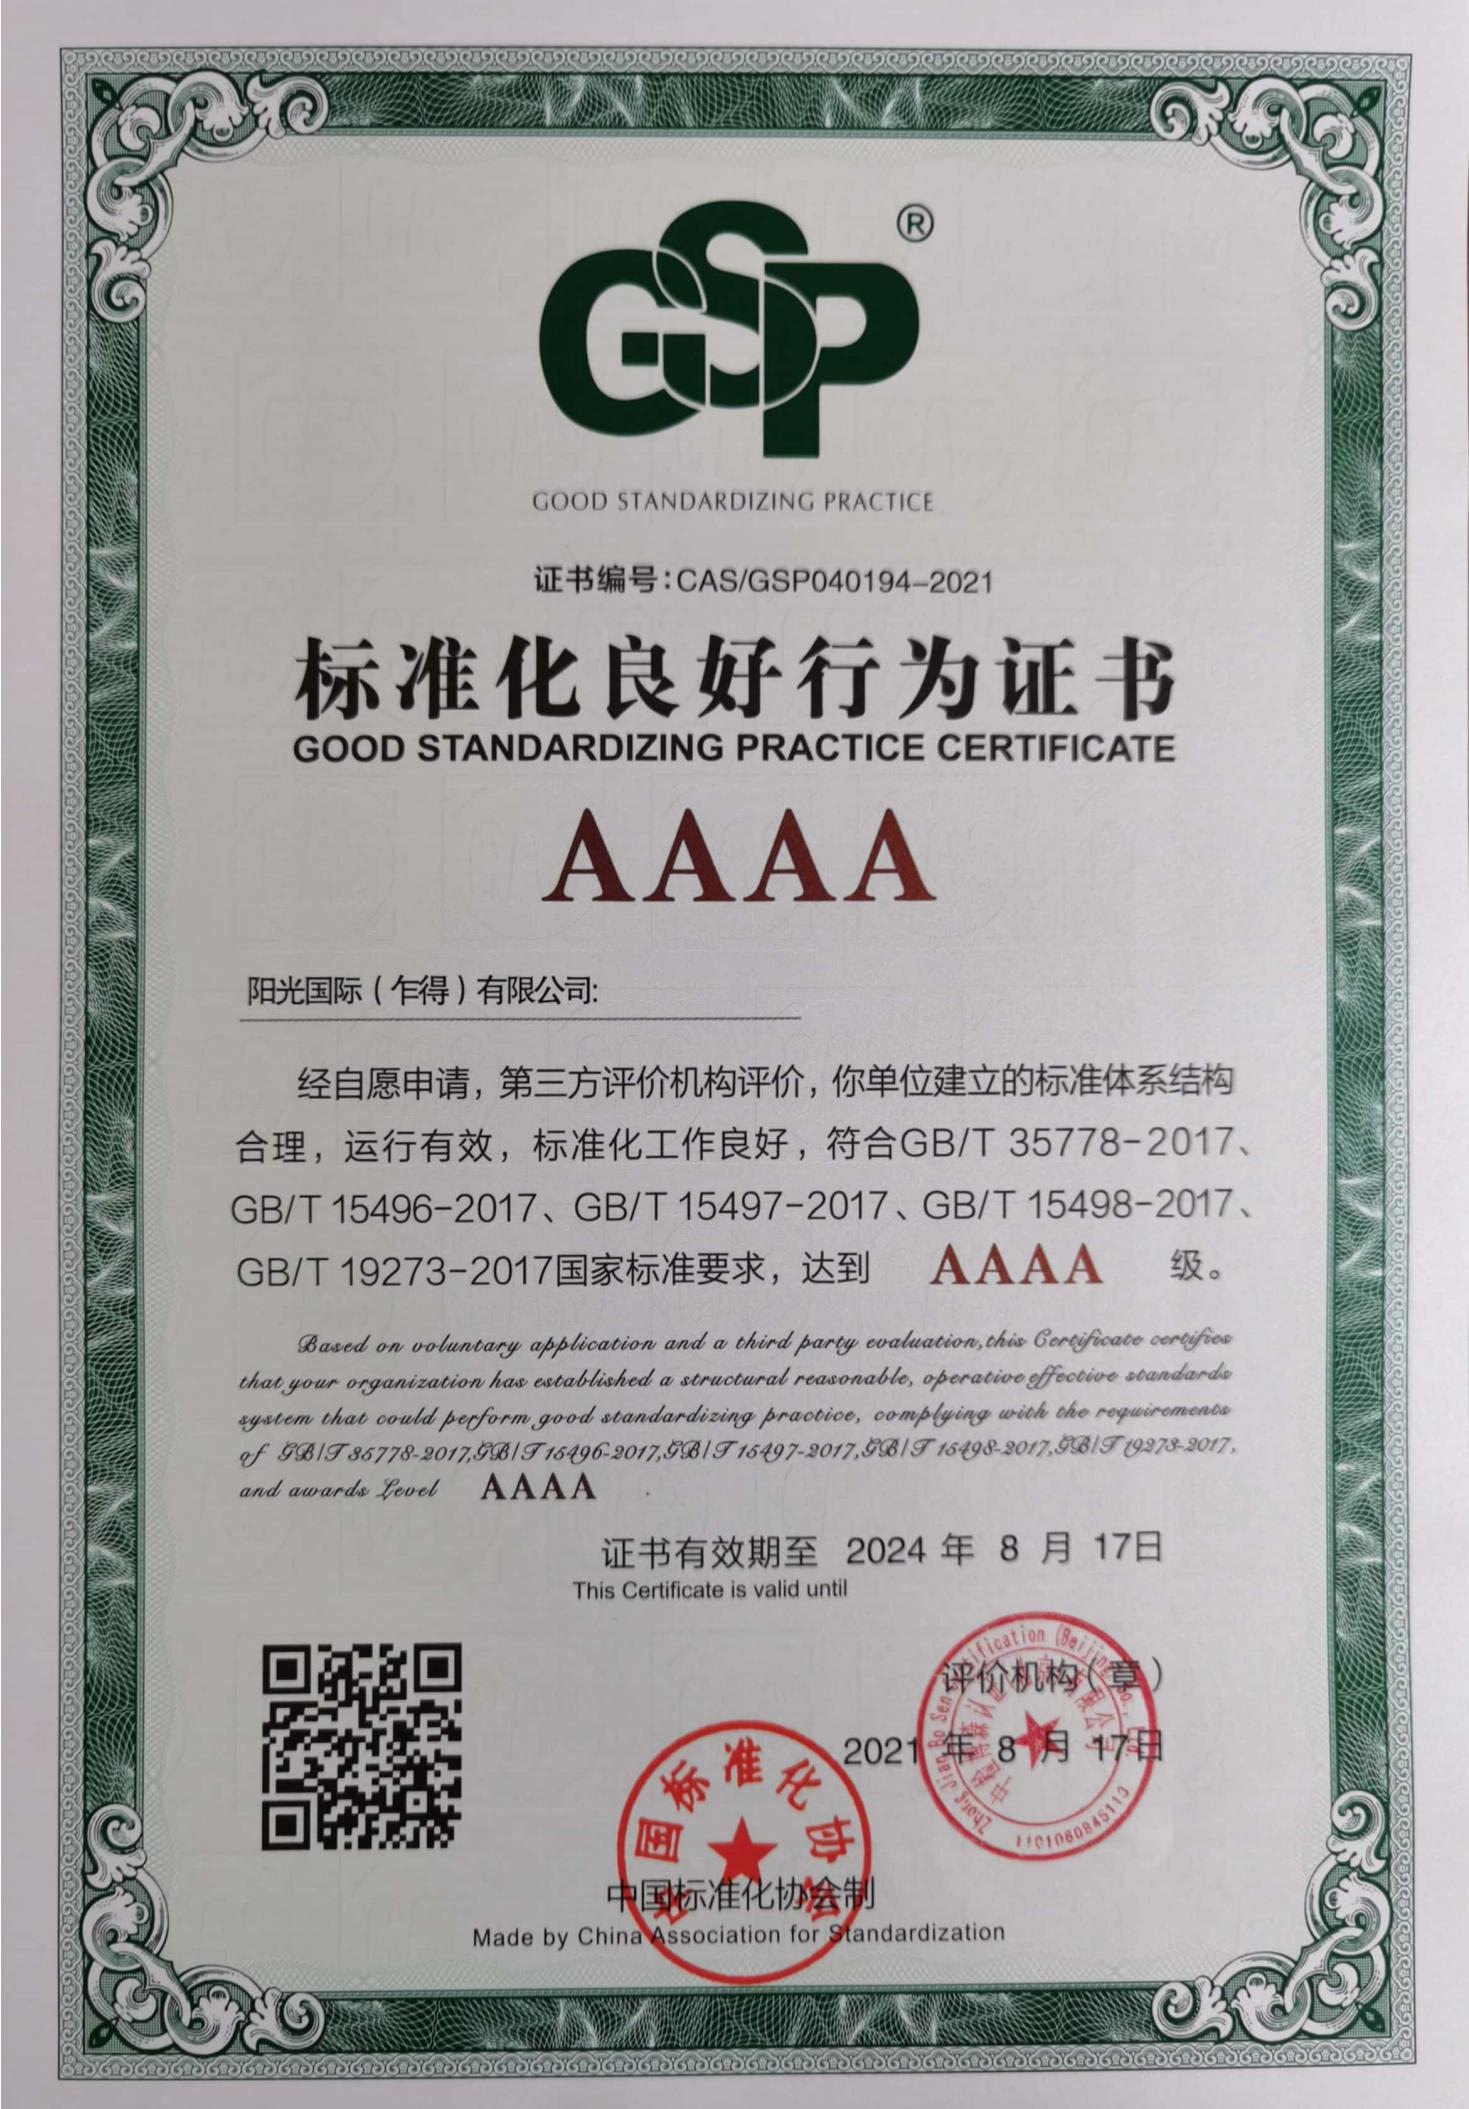 GSP®
GOOD STANDARDIZING PRACTICE
证书编号:CAS/GSP040194-2021
标准化良好行为证书
GOOD STANDARDIZING PRACTICE CERTIFICATE
AAAA
阳光国际(乍得)有限公司:
经自愿申请,第三方评价机构评价,你单位建立的标准体系结构
合理,运行有效,标准化工作良好,符合GB/T 35778-2017、
GB/T 15496-2017、GB/T 15497-2017、GB/T 15498-2017、
GB/T 19273-2017国家标准要求,达到 AAAA 级。
Based on voluntary application and a third party evaluation,this Certificate certifies
that your organization has established a structural reasonable, operative effective standards
system that could perform good standardizing practice, complying with the requirements
of GB/T 35778-2017,GB/T 15496-2017,GB/T 15497-2017,GB/T 15498-2017,GB/T 19273-2017,
and awards Level AAAA .
证书有效期至 2024 年 8 月 17日
This Certificate is valid until
评价机构(章)
2021 年 8 月 17日
1101080845113
中国标准化协会
中国标准化协会制
Made by China Association for Standardization